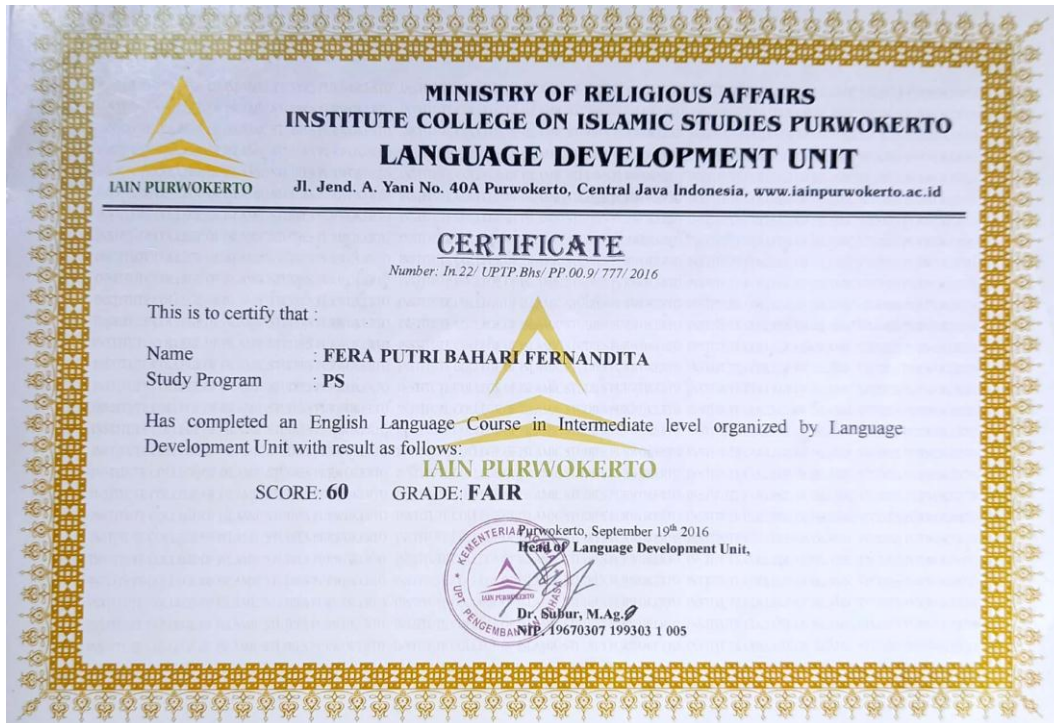 MINISTRY OF RELIGIOUS AFFAIRS
INSTITUTE COLLEGE ON ISLAMIC STUDIES PURWOKERTO
LANGUAGE DEVELOPMENT UNIT
IAIN PURWOKERTO
Jl. Jend. A. Yani No. 40A Purwokerto, Central Java Indonesia, www.iainpurwokerto.ac.id
CERTIFICATE
Number: In.22/ UPTP.Bhs/ PP.00.9/ 777/ 2016
This is to certify that :
Name : FERA PUTRI BAHARI FERNANDITA
Study Program : PS
Has completed an English Language Course in Intermediate level organized by Language
Development Unit with result as follows:
IAIN PURWOKERTO
SCORE: 60 GRADE: FAIR
Purwokerto, September 19th 2016
Head of Language Development Unit,
KEMENTERIA
IAIN PURWOKERTO
UPT PENGEMBAN
Dr. Subur, M.Ag.
NIP. 19670307 199303 1 005